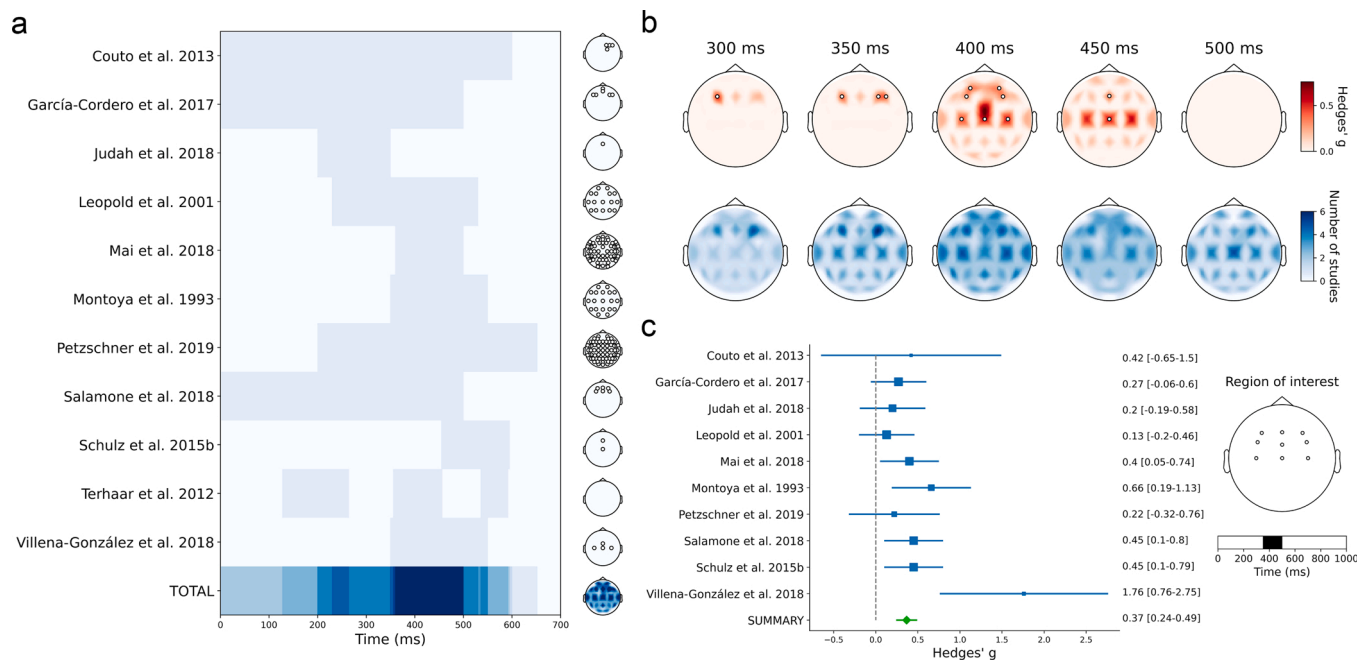 a
Couto et al. 2013
García-Cordero et al. 2017
Judah et al. 2018
Leopold et al. 2001
Mai et al. 2018
Montoya et al. 1993
Petzschner et al. 2019
Salamone et al. 2018
Schulz et al. 2015b
Terhaar et al. 2012
Villena-González et al. 2018
TOTAL
0 100 200 300 400 500 600 700
Time (ms)
b
300 ms 350 ms 400 ms 450 ms 500 ms
0.5
0.0
Hedges' g
6
4
2
0
Number of studies
c
Couto et al. 2013 0.42 [-0.65-1.5]
García-Cordero et al. 2017 0.27 [-0.06-0.6]
Judah et al. 2018 0.2 [-0.19-0.58]
Leopold et al. 2001 0.13 [-0.2-0.46]
Mai et al. 2018 0.4 [0.05-0.74]
Montoya et al. 1993 0.66 [0.19-1.13]
Petzschner et al. 2019 0.22 [-0.32-0.76]
Salamone et al. 2018 0.45 [0.1-0.8]
Schulz et al. 2015b 0.45 [0.1-0.79]
Villena-González et al. 2018 1.76 [0.76-2.75]
SUMMARY 0.37 [0.24-0.49]
−0.5 0.0 0.5 1.0 1.5 2.0 2.5
Hedges' g
Region of interest
0 200 400 600 800 1000
Time (ms)